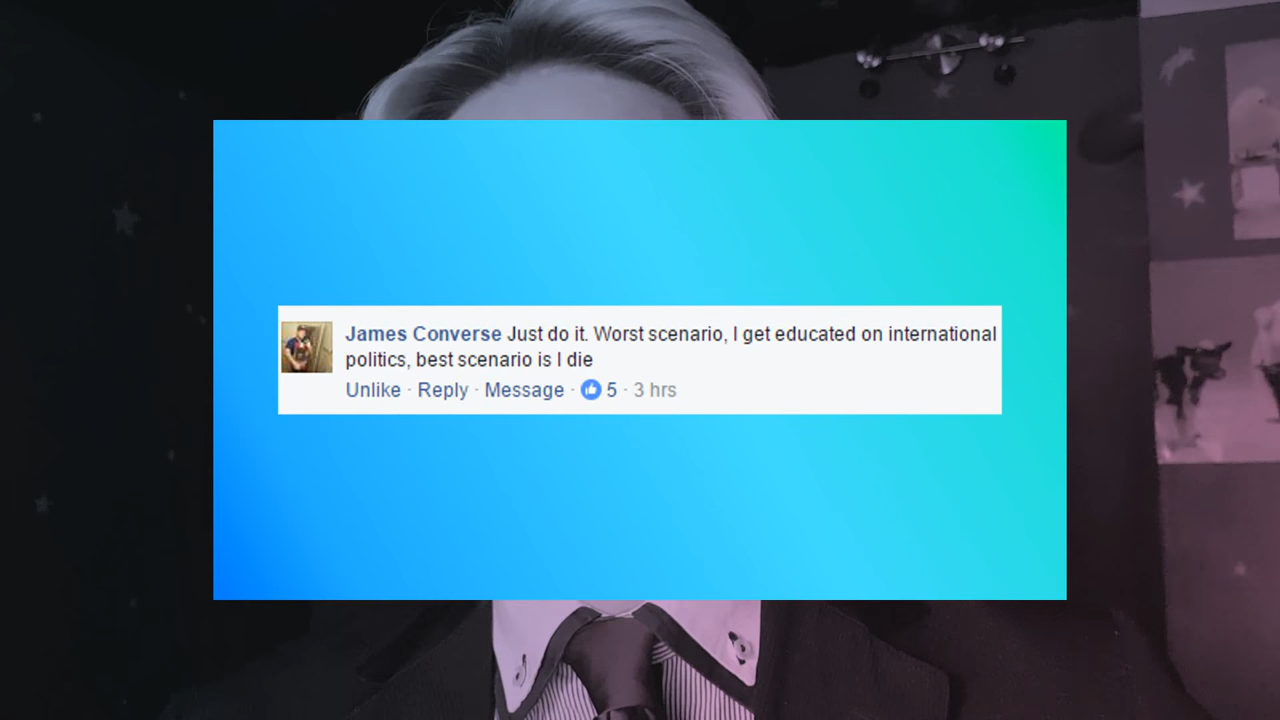 James Converse Just do it. Worst scenario, I get educated on international
politics, best scenario is I die
Unlike · Reply · Message · 5 · 3 hrs